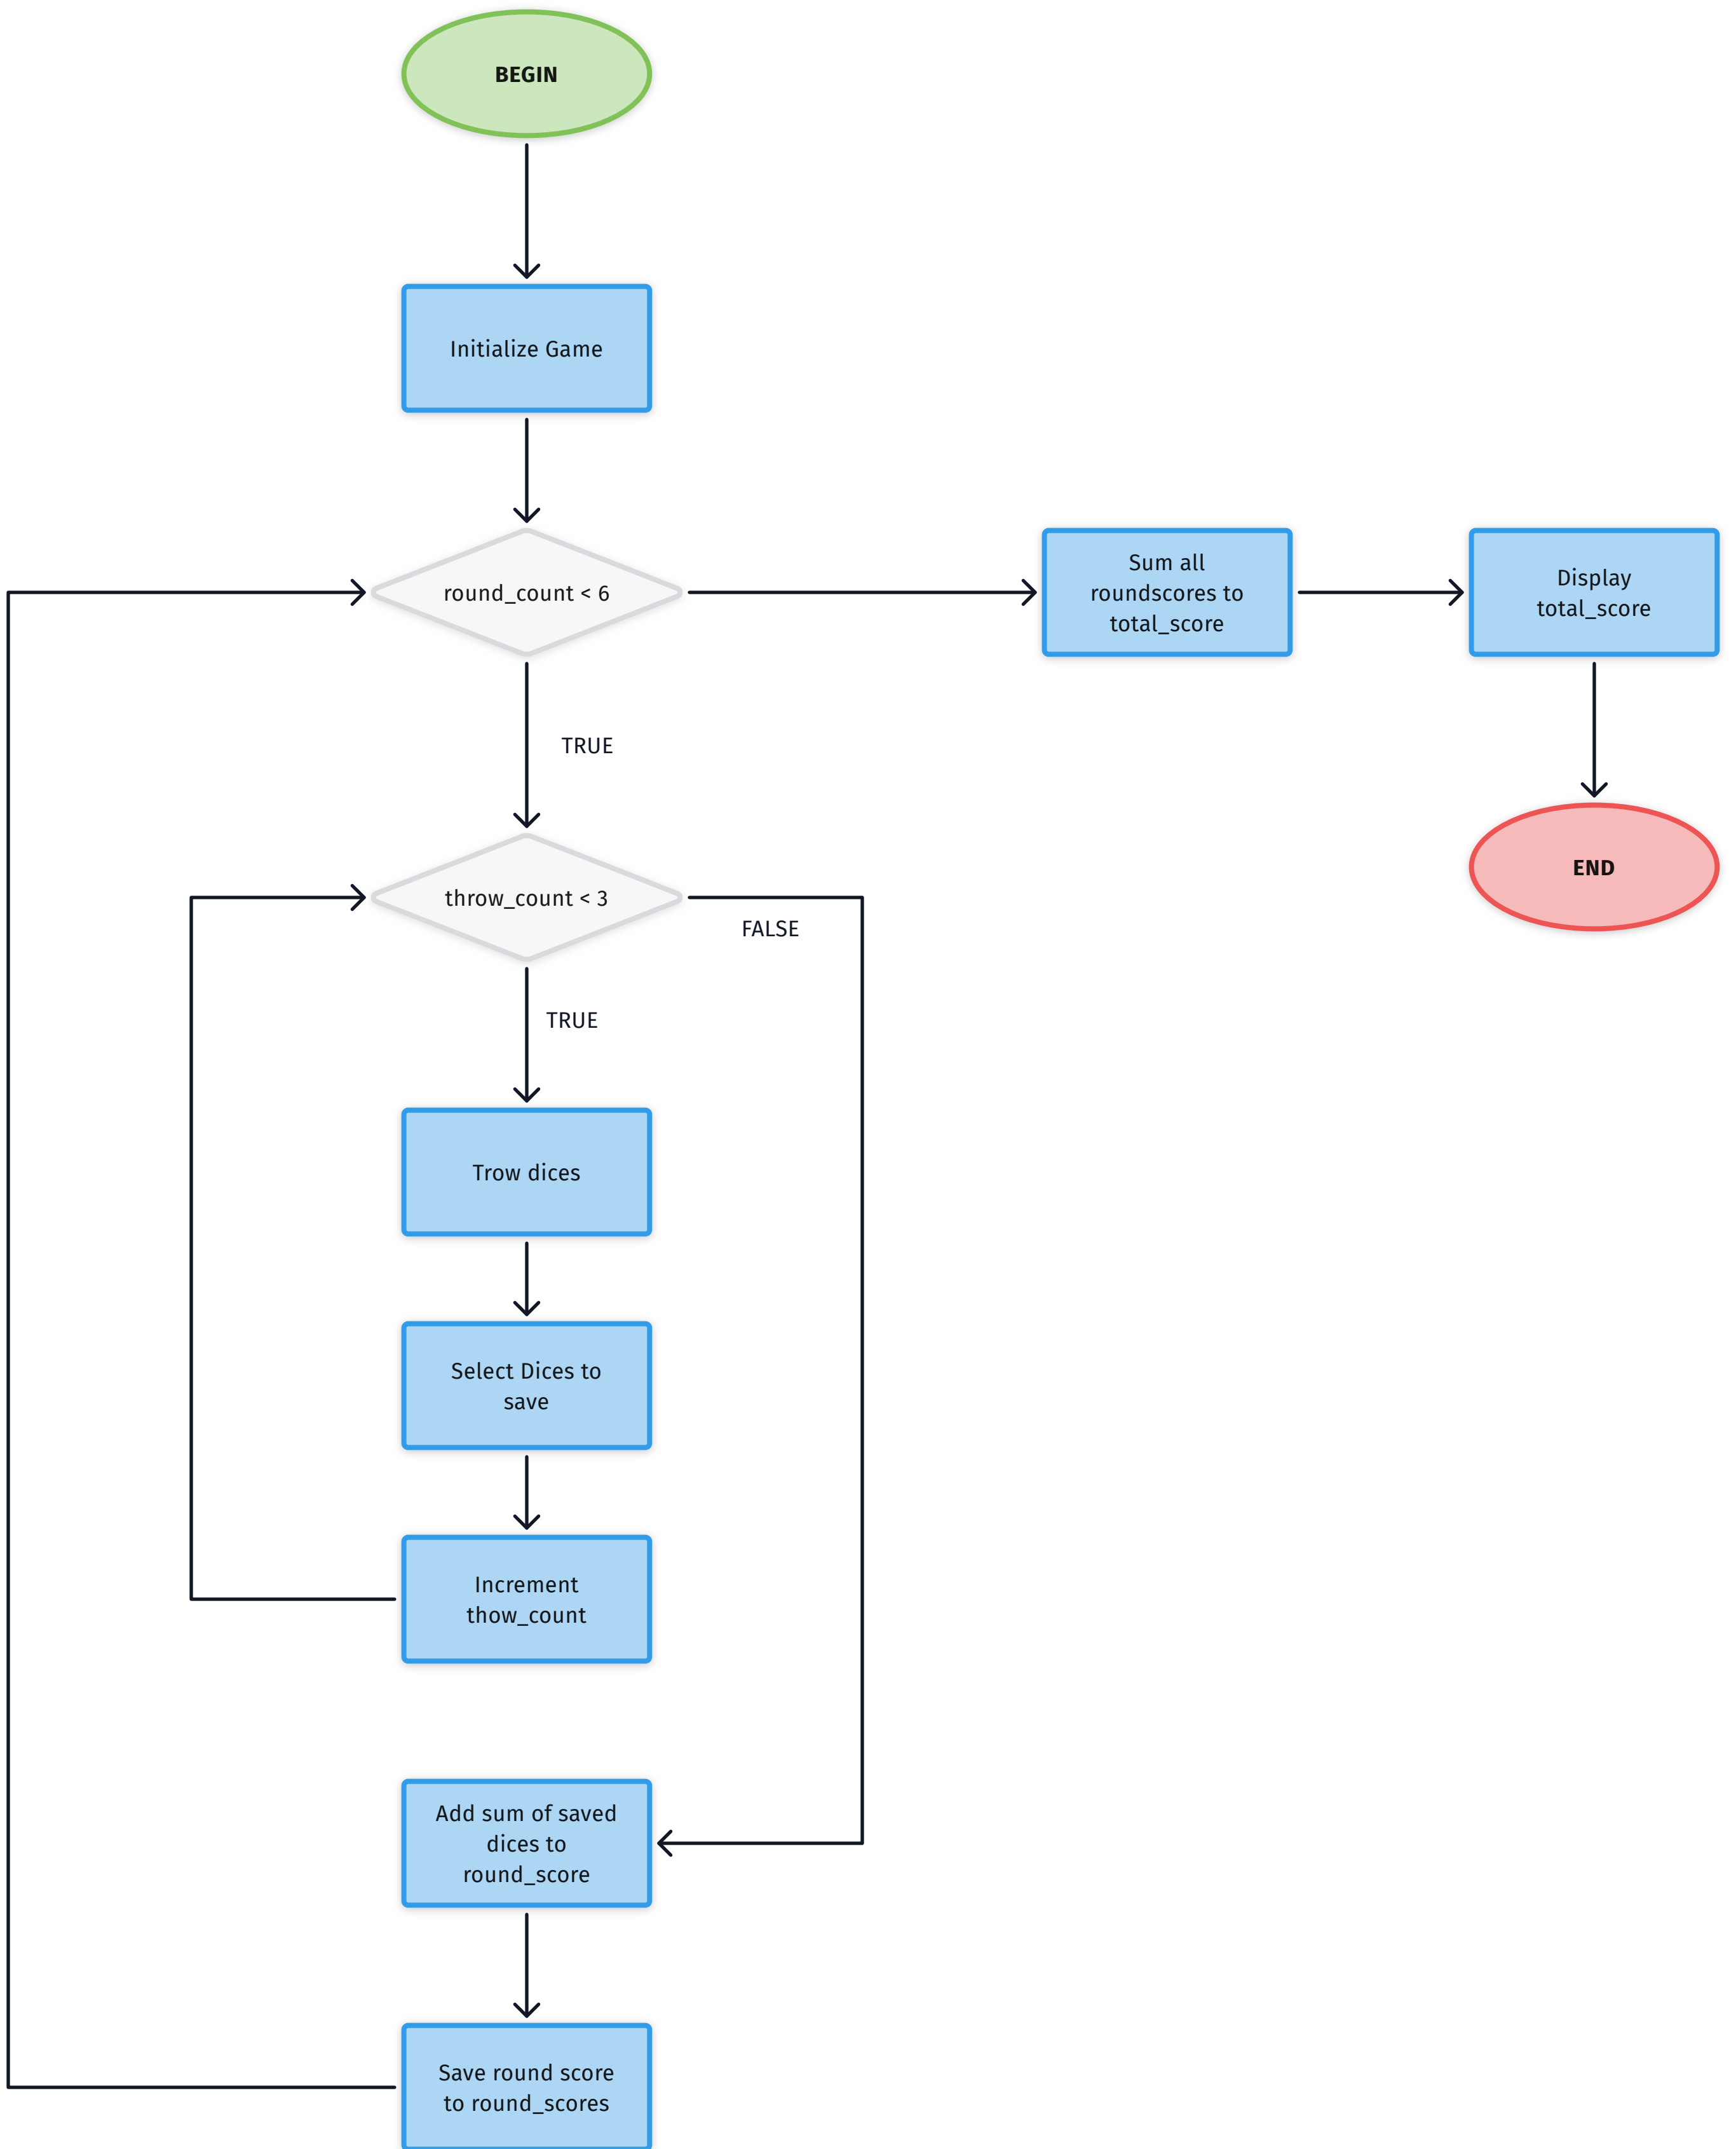 BEGIN
Initialize Game
round_count < 6
Sum all
roundscores to
total_score
Display
total_score
TRUE
END
throw_count < 3
FALSE
TRUE
Trow dices
Select Dices to
save
Increment
thow_count
Add sum of saved
dices to
round_score
Save round score
to round_scores